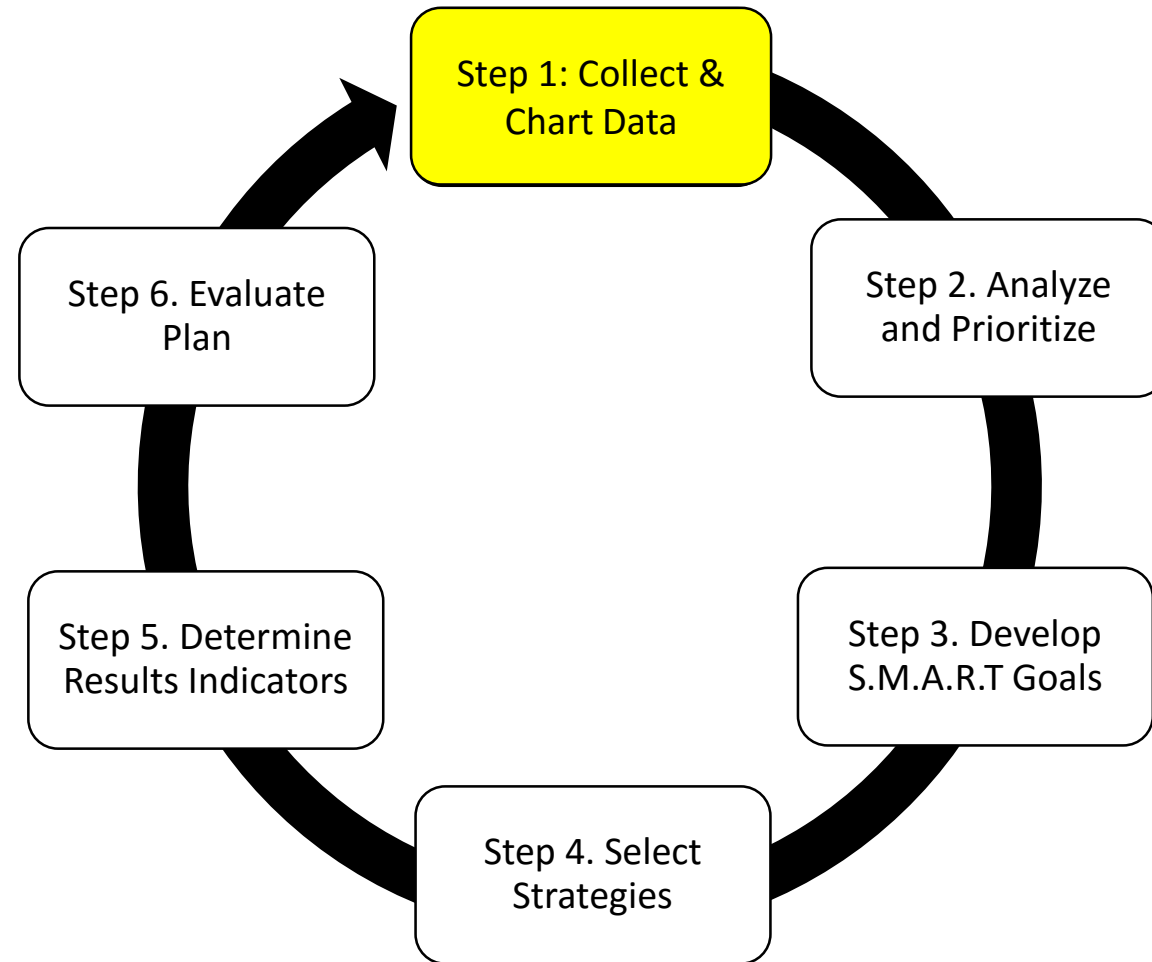 Step 1: Collect &
Chart Data
Step 2. Analyze
and Prioritize
Step 3. Develop
S.M.A.R.T Goals
Step 4. Select
Strategies
Step 5. Determine
Results Indicators
Step 6. Evaluate
Plan